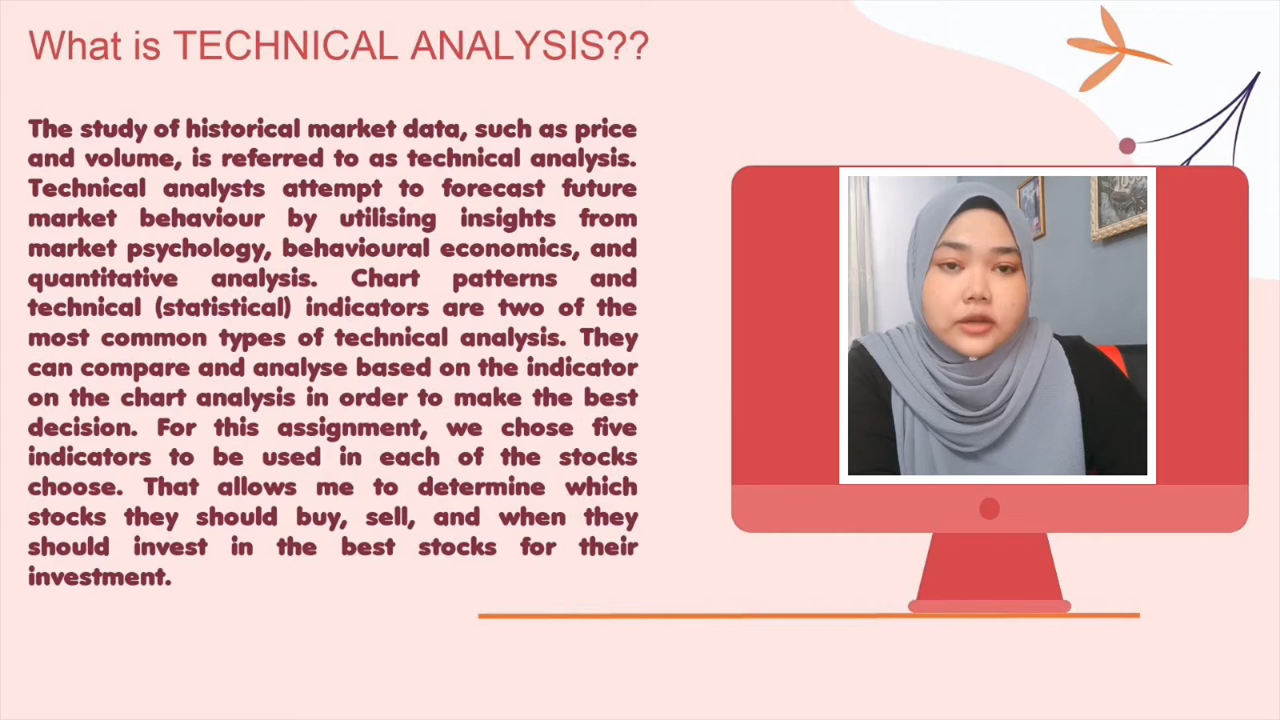 What is TECHNICAL ANALYSIS??
The study of historical market data, such as price
and volume, is referred to as technical analysis.
Technical analysts attempt to forecast future
market behaviour by utilising insights from
market psychology, behavioural economics, and
quantitative analysis. Chart patterns and
technical (statistical) indicators are two of the
most common types of technical analysis. They
can compare and analyse based on the indicator
on the chart analysis in order to make the best
decision. For this assignment, we chose five
indicators to be used in each of the stocks
choose. That allows me to determine which
stocks they should buy, sell, and when they
should invest in the best stocks for their
investment.